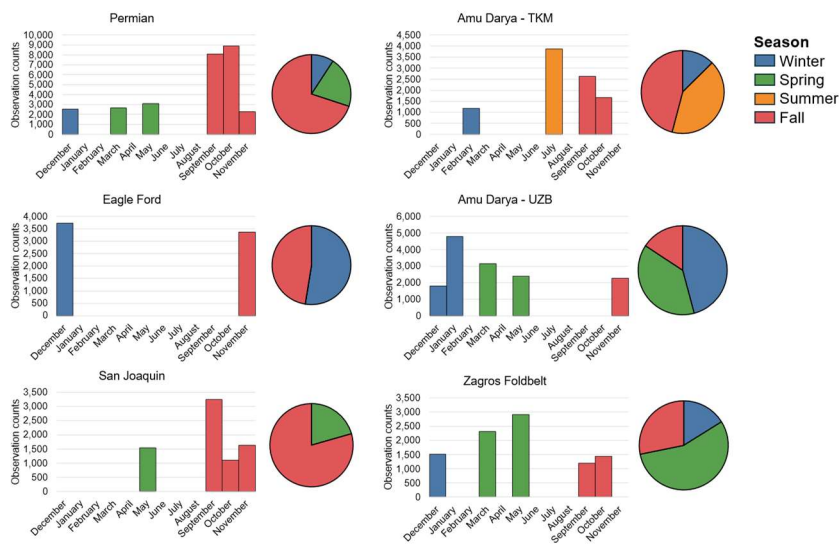 Permian
Observation counts
10,000
9,000
8,000
7,000
6,000
5,000
4,000
3,000
2,000
1,000
0
December
January
February
March
April
May
June
July
August
September
October
November
Amu Darya - TKM
Observation counts
4,500
4,000
3,500
3,000
2,500
2,000
1,500
1,000
500
0
December
January
February
March
April
May
June
July
August
September
October
November
Season
Winter
Spring
Summer
Fall
Eagle Ford
Observation counts
4,000
3,500
3,000
2,500
2,000
1,500
1,000
500
0
December
January
February
March
April
May
June
July
August
September
October
November
Amu Darya - UZB
Observation counts
6,000
5,000
4,000
3,000
2,000
1,000
0
December
January
February
March
April
May
June
July
August
September
October
November
San Joaquin
Observation counts
3,500
3,000
2,500
2,000
1,500
1,000
500
0
December
January
February
March
April
May
June
July
August
September
October
November
Zagros Foldbelt
Observation counts
3,500
3,000
2,500
2,000
1,500
1,000
500
0
December
January
February
March
April
May
June
July
August
September
October
November